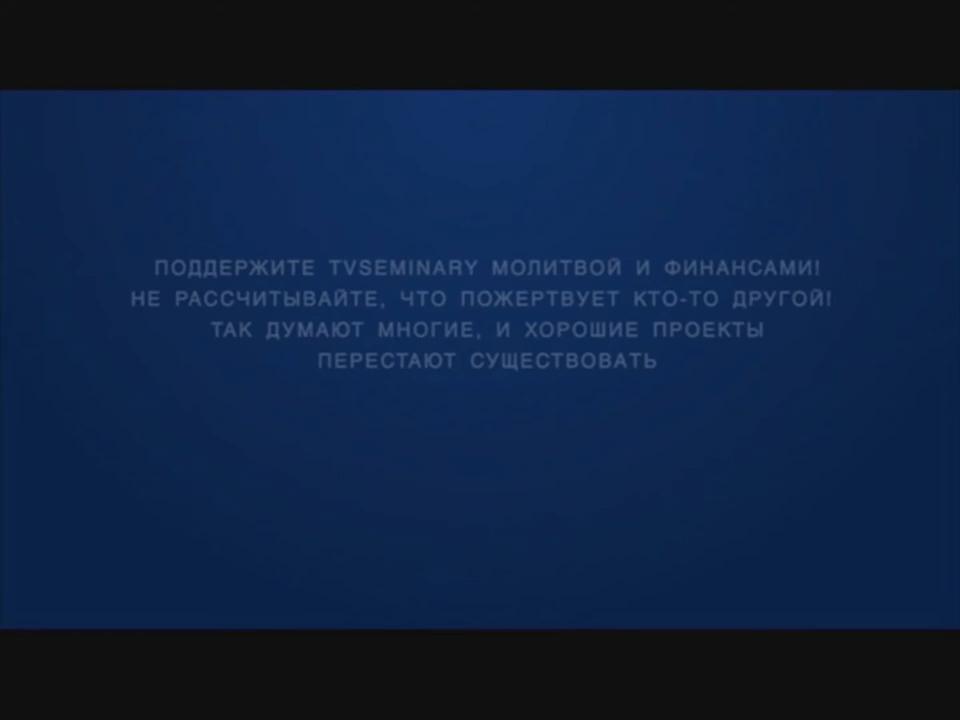 ПОДДЕРЖИТЕ TVSEMINARY МОЛИТВОЙ И ФИНАНСАМИ!
НЕ РАССЧИТЫВАЙТЕ, ЧТО ПОЖЕРТВУЕТ КТО-ТО ДРУГОЙ!
ТАК ДУМАЮТ МНОГИЕ, И ХОРОШИЕ ПРОЕКТЫ
ПЕРЕСТАЮТ СУЩЕСТВОВАТЬ